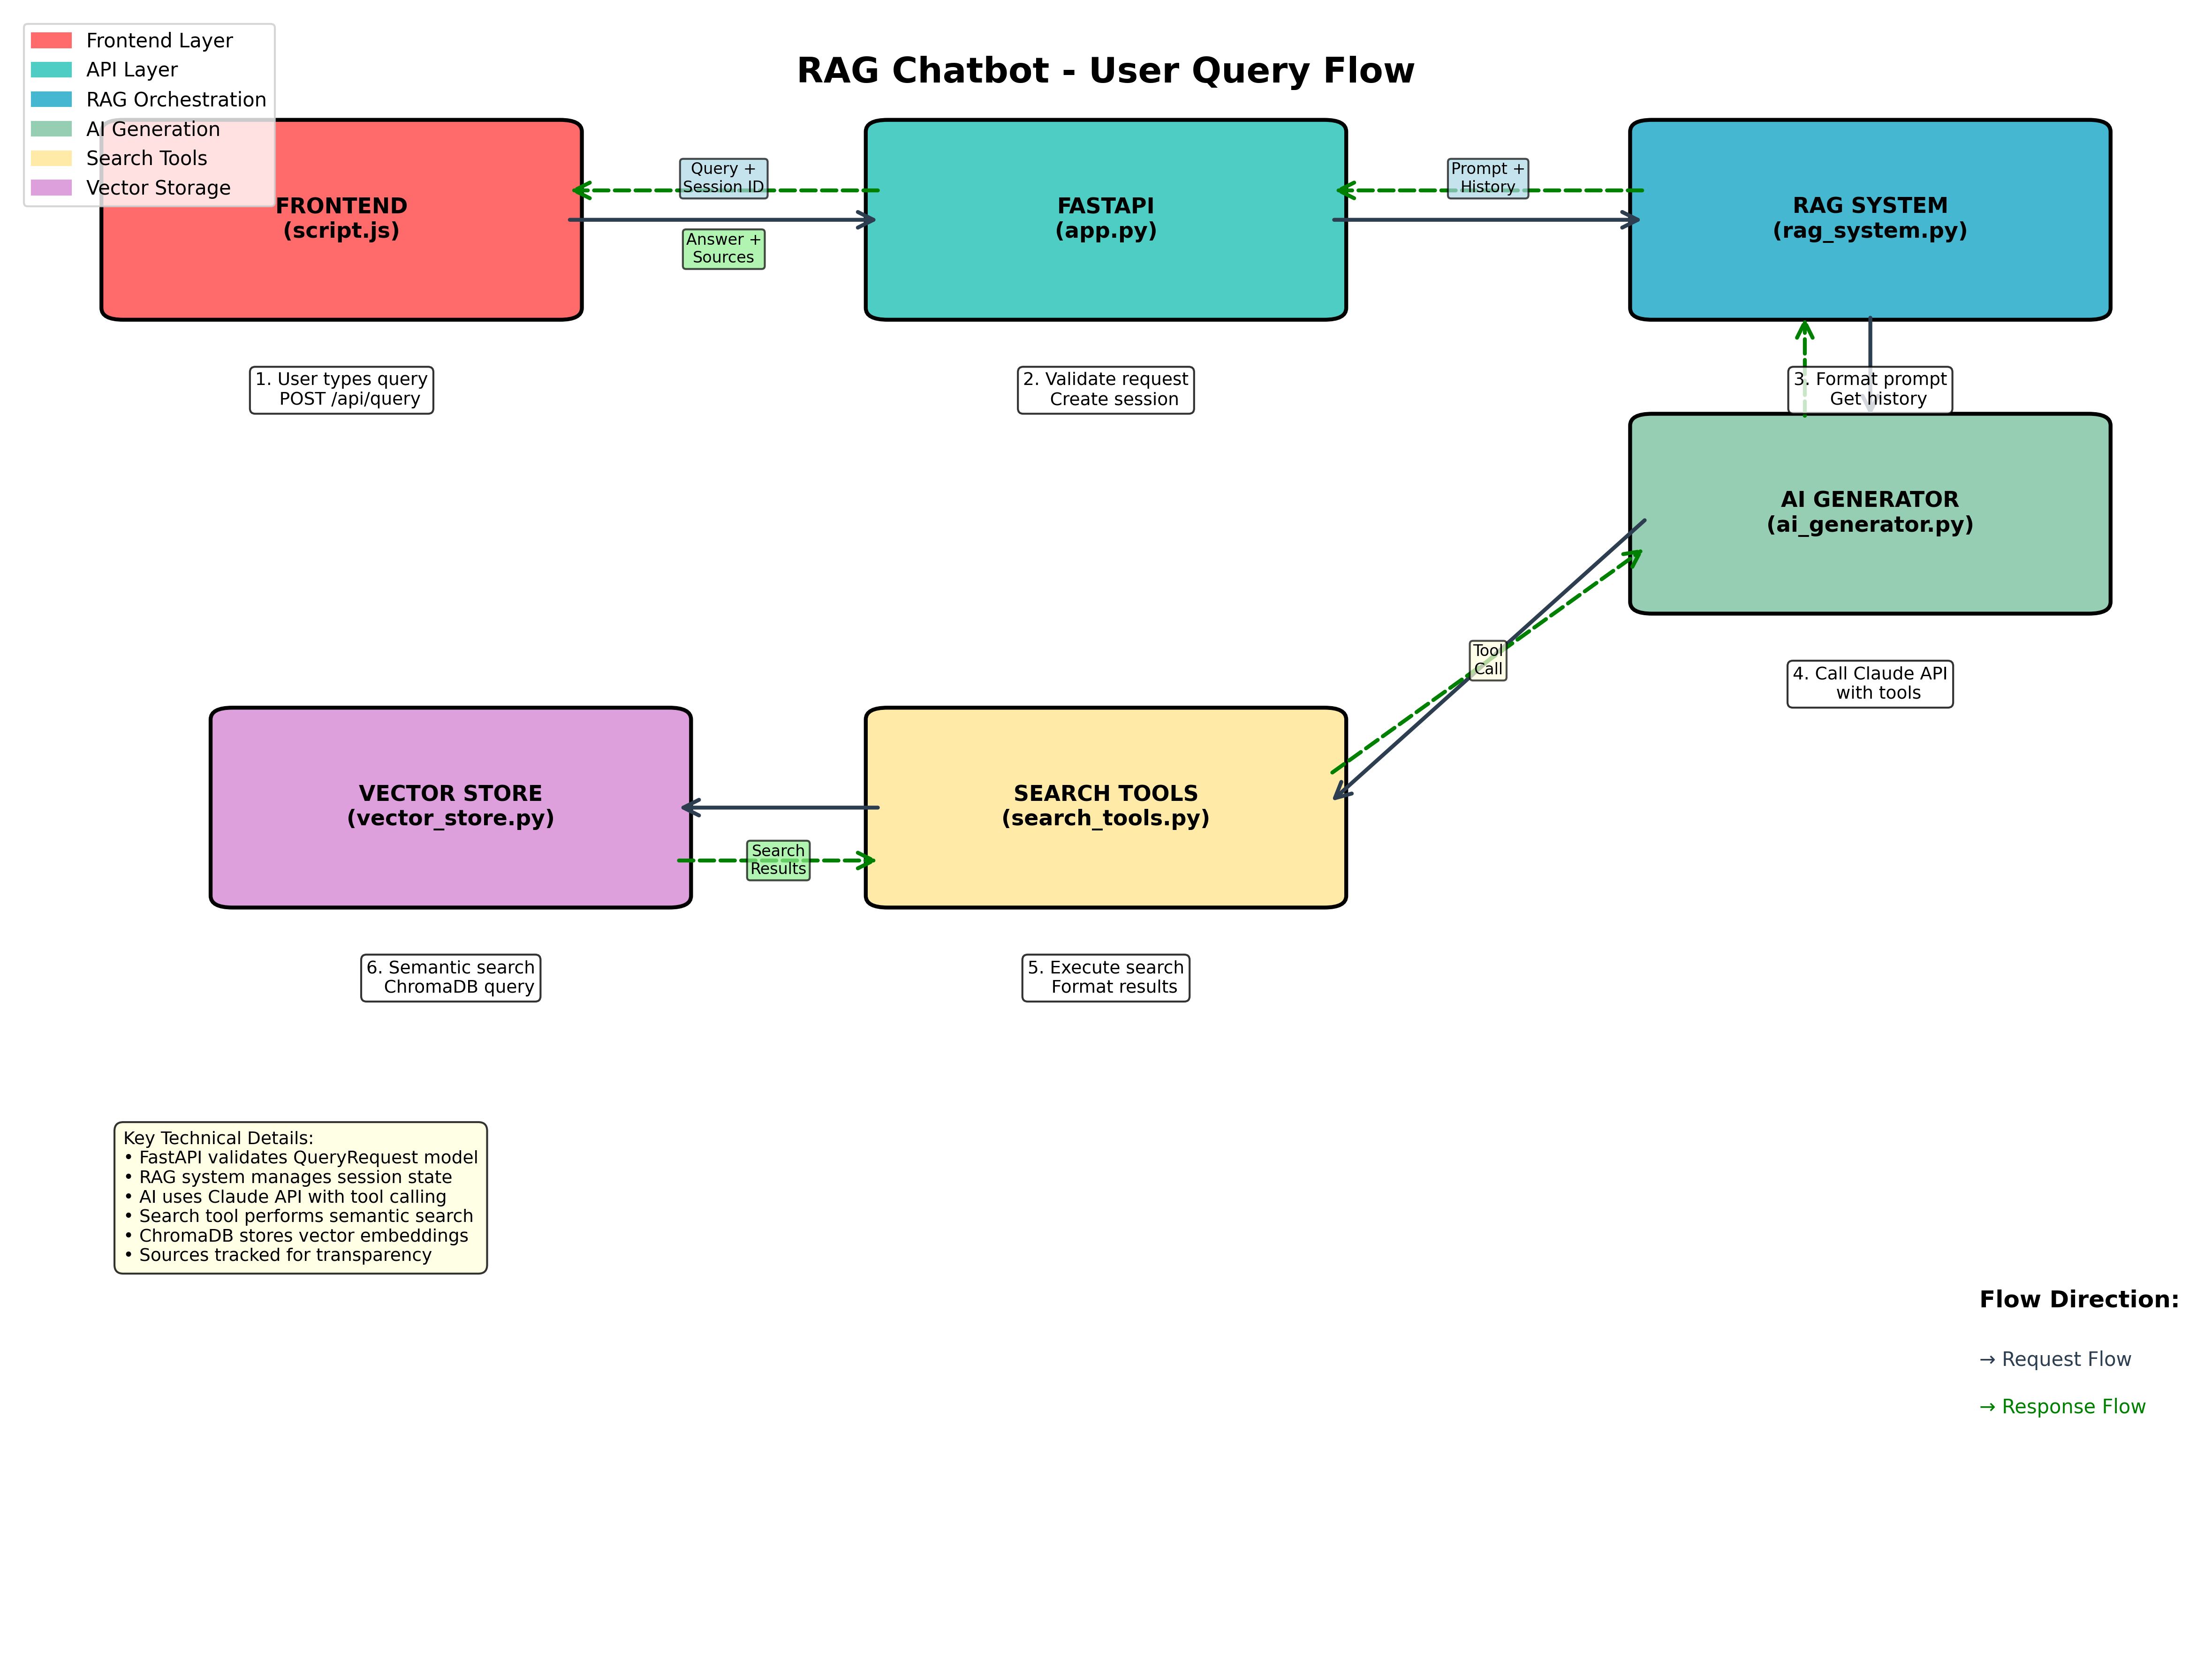 Frontend Layer
API Layer
RAG Orchestration
AI Generation
Search Tools
Vector Storage
RAG Chatbot - User Query Flow
FRONTEND
(script.js)
Query +
Session ID
Answer +
Sources
FASTAPI
(app.py)
Prompt +
History
RAG SYSTEM
(rag_system.py)
1. User types query
POST /api/query
2. Validate request
Create session
3. Format prompt
Get history
AI GENERATOR
(ai_generator.py)
Tool
Call
4. Call Claude API
with tools
VECTOR STORE
(vector_store.py)
Search
Results
SEARCH TOOLS
(search_tools.py)
6. Semantic search
ChromaDB query
5. Execute search
Format results
Key Technical Details:
• FastAPI validates QueryRequest model
• RAG system manages session state
• AI uses Claude API with tool calling
• Search tool performs semantic search
• ChromaDB stores vector embeddings
• Sources tracked for transparency
Flow Direction:
→ Request Flow
→ Response Flow